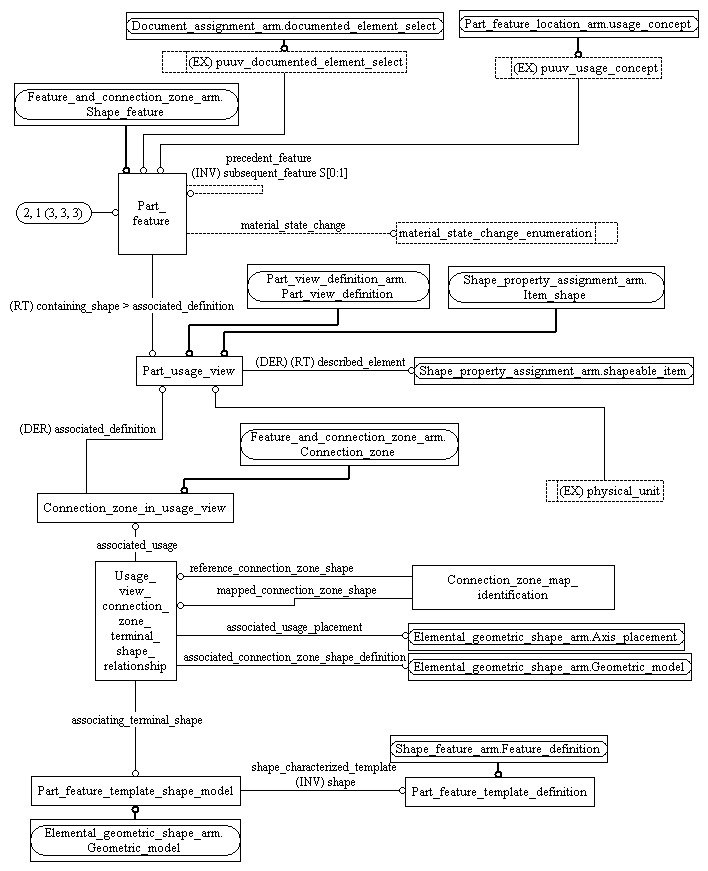 Document_assignment_arm.documented_element_select
Part_feature_location_arm.usage_concept
(EX) puuv_documented_element_select
(EX) puuv_usage_concept
Feature_and_connection_zone_arm.
Shape_feature
precedent_feature
(INV) subsequent_feature S[0:1]
2, 1 (3, 3, 3)
Part_
feature
material_state_change
material_state_change_enumeration
(RT) containing_shape > associated_definition
Part_view_definition_arm.
Part_view_definition
Shape_property_assignment_arm.
Item_shape
Part_usage_view
(DER) (RT) described_element
Shape_property_assignment_arm.shapeable_item
(DER) associated_definition
Feature_and_connection_zone_arm.
Connection_zone
(EX) physical_unit
Connection_zone_in_usage_view
associated_usage
Usage_
view_
connection_
zone_
terminal_
shape_
relationship
reference_connection_zone_shape
mapped_connection_zone_shape
Connection_zone_map_
identification
associated_usage_placement
Elemental_geometric_shape_arm.Axis_placement
associated_connection_zone_shape_definition
Elemental_geometric_shape_arm.Geometric_model
associating_terminal_shape
Shape_feature_arm.Feature_definition
Part_feature_template_shape_model
shape_characterized_template
(INV) shape
Part_feature_template_definition
Elemental_geometric_shape_arm.
Geometric_model